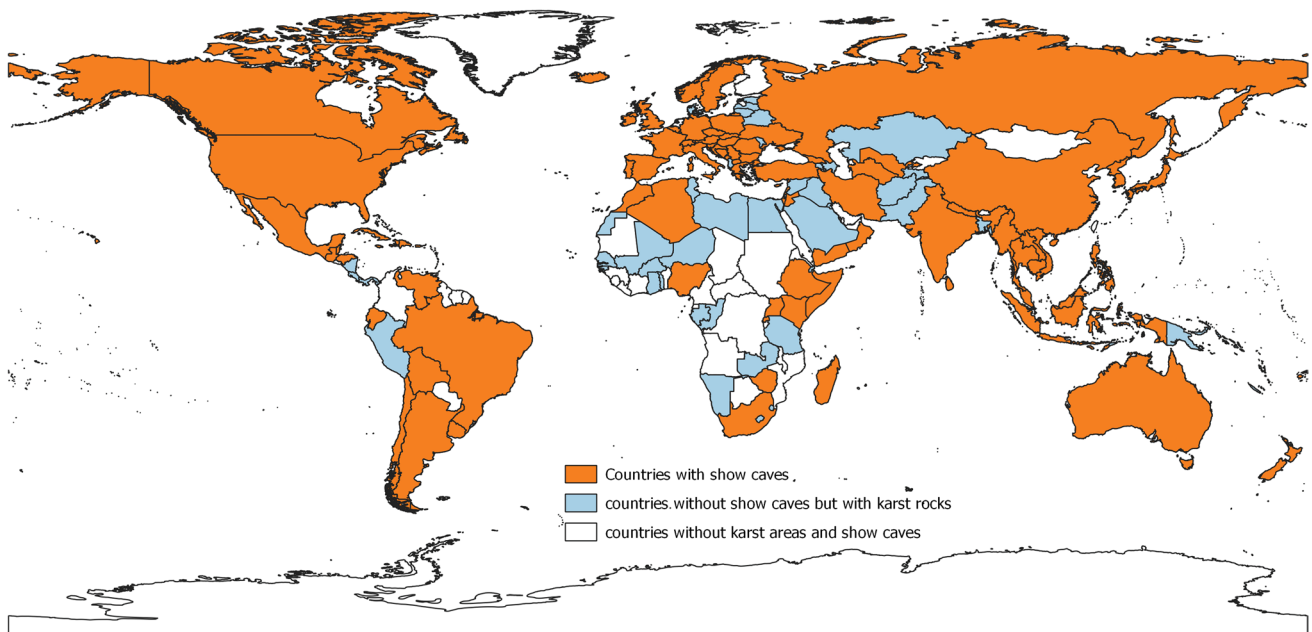 Countries with show caves
countries. without show caves but with karst rocks
countries without karst areas and show caves